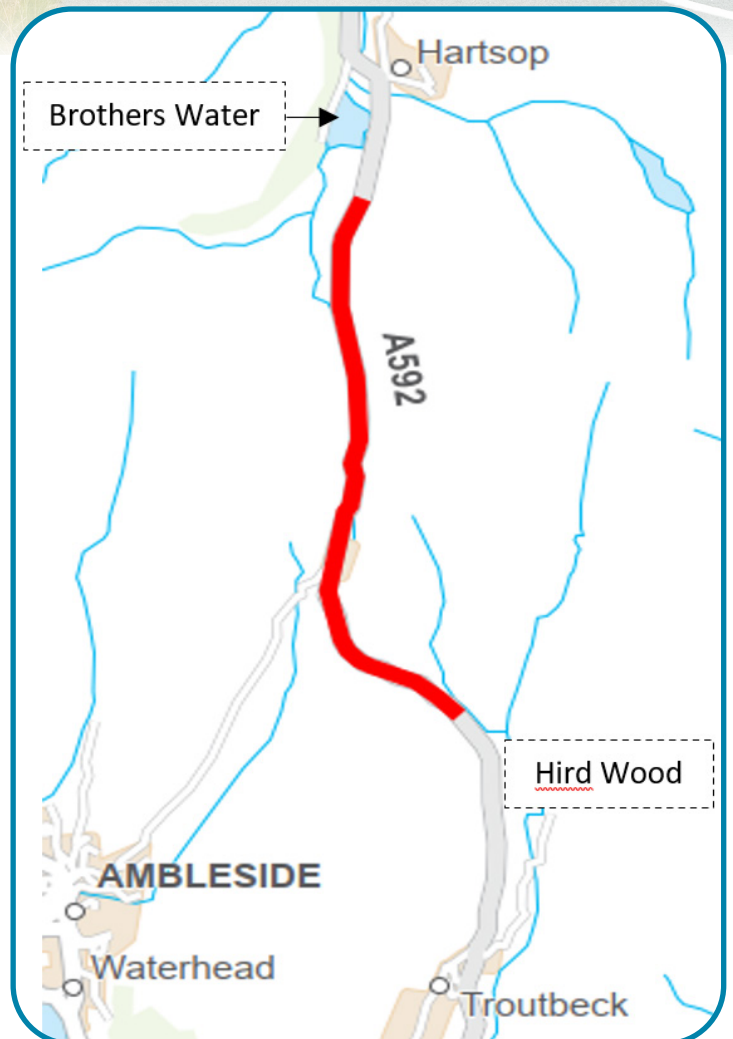 Hartsop
Brothers Water
A592
Hird Wood
AMBLESIDE
Waterhead
Troutbeck